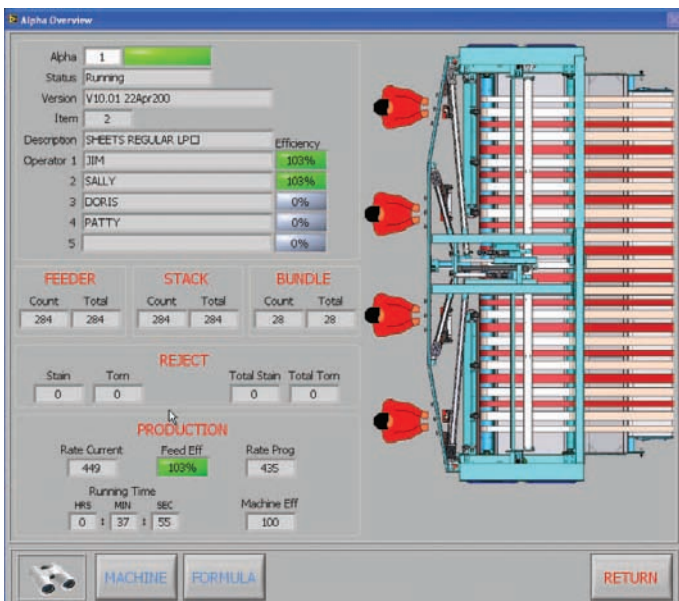 Alpha Overview
Alpha 1
Status Running
Version V10.01 22Apr200
Item 2
Description SHEETS REGULAR LP□ Efficiency
Operator 1 JIM 103%
2 SALLY 103%
3 DORIS 0%
4 PATTY 0%
5 0%
FEEDER STACK BUNDLE
Count Total Count Total Count Total
284 284 284 284 28 28
REJECT
Stain Torn Total Stain Total Torn
0 0 0 0
PRODUCTION
Rate Current Feed Eff Rate Prog
449 103% 435
Running Time
HRS MIN SEC Machine Eff
0 : 37 : 55 100
MACHINE FORMULA RETURN